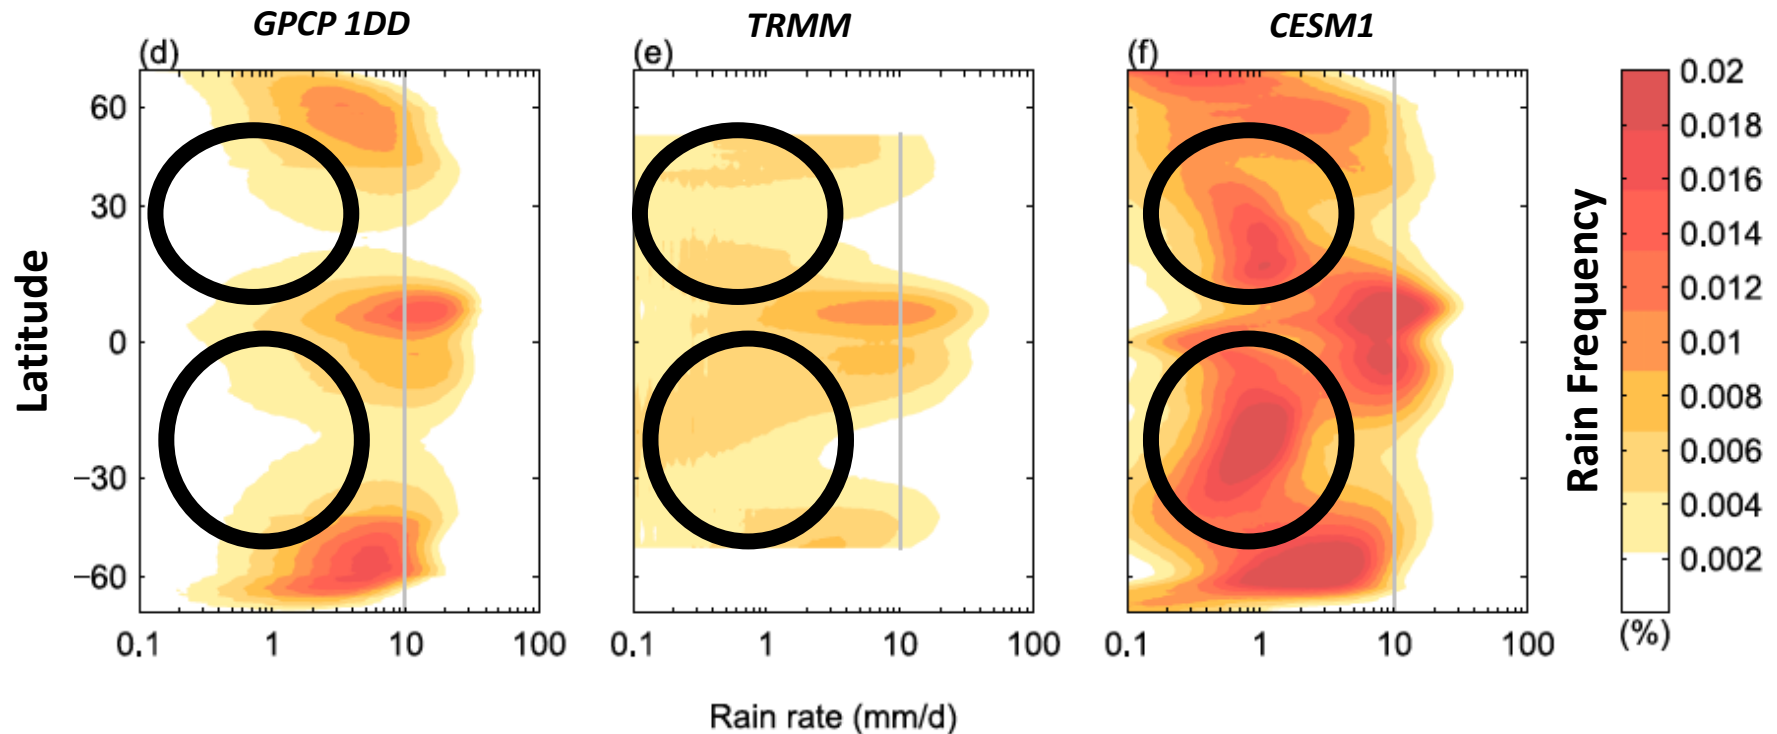 GPCP 1DD
TRMM
CESM1
(d)
(e)
(f)
60
30
0
−30
−60
Latitude
0.1 1 10 100
0.1 1 10 100
0.1 1 10 100
Rain rate (mm/d)
Rain Frequency
0.02
0.018
0.016
0.014
0.012
0.01
0.008
0.006
0.004
0.002
(%)